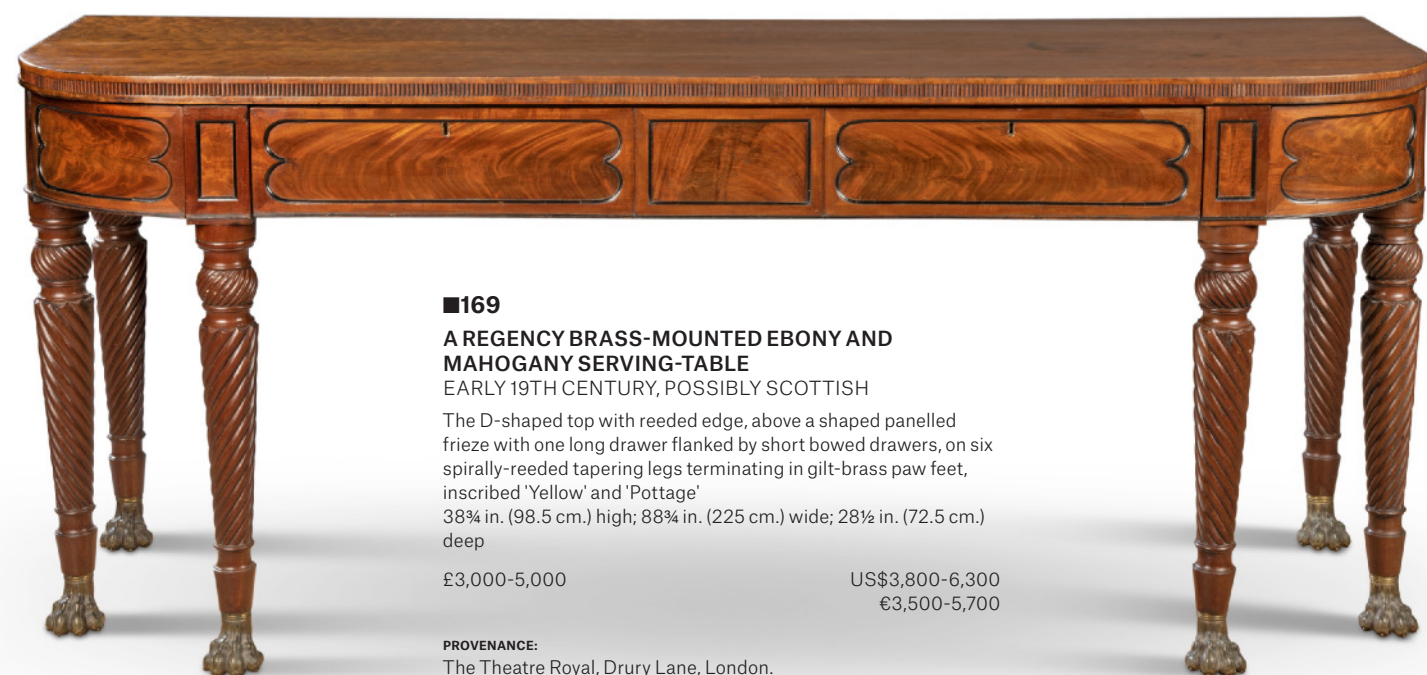 ■169
A REGENCY BRASS-MOUNTED EBONY AND
MAHOGANY SERVING-TABLE
EARLY 19TH CENTURY, POSSIBLY SCOTTISH
The D-shaped top with reeded edge, above a shaped panelled
frieze with one long drawer flanked by short bowed drawers, on six
spirally-reeded tapering legs terminating in gilt-brass paw feet,
inscribed 'Yellow' and 'Pottage'
38¾ in. (98.5 cm.) high; 88¾ in. (225 cm.) wide; 28½ in. (72.5 cm.)
deep
£3,000-5,000 US$3,800-6,300
€3,500-5,700
PROVENANCE:
The Theatre Royal, Drury Lane, London.